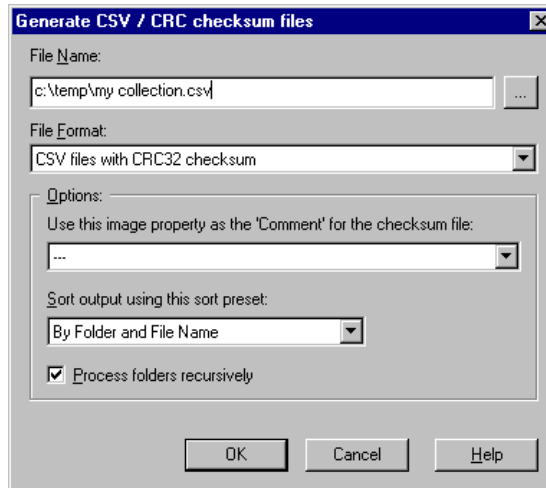 Generate CSV / CRC checksum files
File Name:
c:\temp\my collection.csv
...
File Format:
CSV files with CRC32 checksum
Options:
Use this image property as the 'Comment' for the checksum file:
---
Sort output using this sort preset:
By Folder and File Name
Process folders recursively
OK Cancel Help